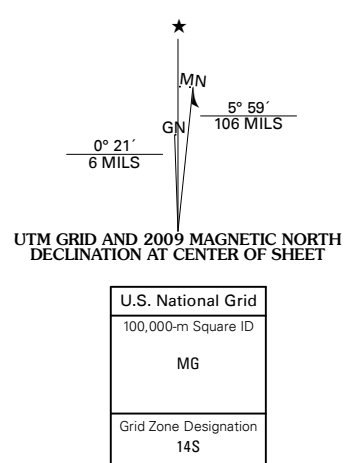 ★
MN
5° 59´
106 MILS
GN
0° 21´
6 MILS
UTM GRID AND 2009 MAGNETIC NORTH
DECLINATION AT CENTER OF SHEET
U.S. National Grid
100,000-m Square ID
MG
Grid Zone Designation
14S